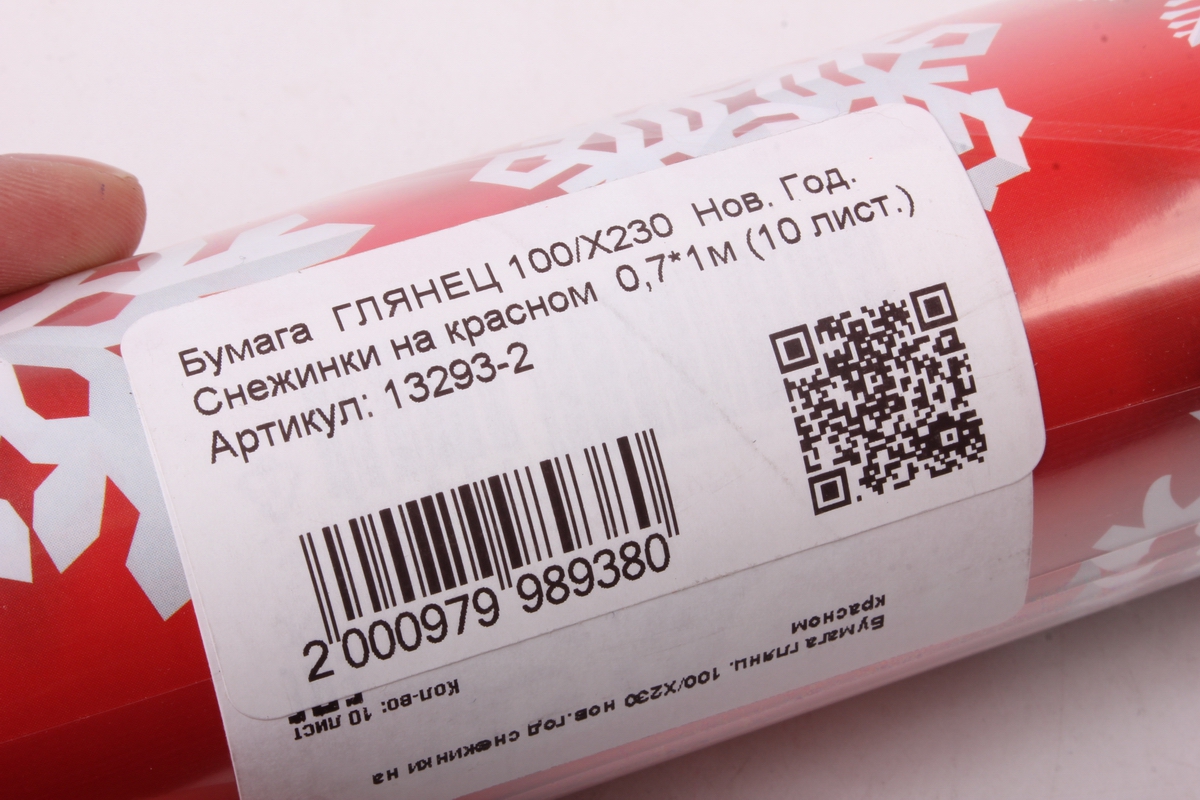 Бумага ГЛЯНЕЦ 100/Х230 Нов. Год.
Снежинки на красном 0,7*1м (10 лист.)
Артикул: 13293-2
2 000979 989380
Бумага глянц. 100/Х230 нов.год снежинки на
красном
Кол-во: 10 лист